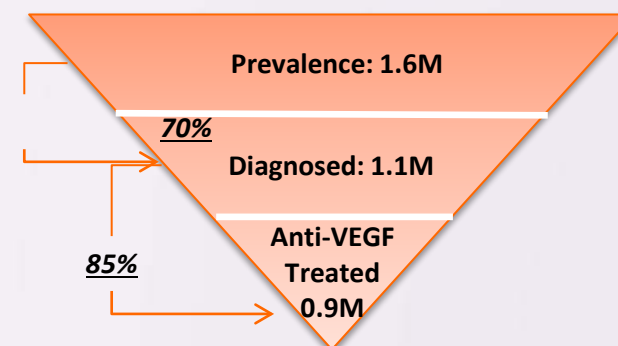 Prevalence: 1.6M
70%
Diagnosed: 1.1M
Anti-VEGF
Treated
85%
0.9M